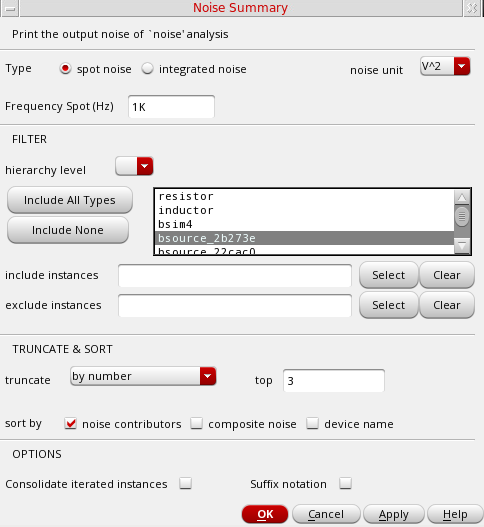 Noise Summary
Print the output noise of `noise' analysis
Type spot noise integrated noise noise unit V^2
Frequency Spot (Hz) 1K
FILTER
hierarchy level
Include All Types
Include None
resistor
inductor
bsim4
bsource_2b273e
bsource_22cac0
include instances Select Clear
exclude instances Select Clear
TRUNCATE & SORT
truncate by number top 3
sort by noise contributors composite noise device name
OPTIONS
Consolidate iterated instances Suffix notation
OK Cancel Apply Help